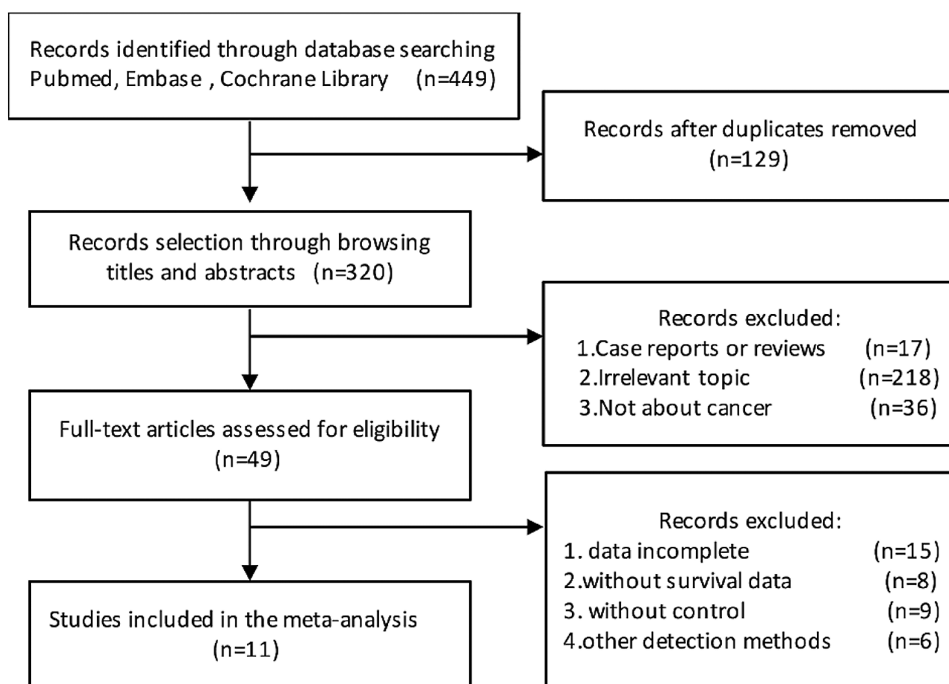 Records identified through database searching
Pubmed, Embase , Cochrane Library (n=449)
Records after duplicates removed
(n=129)
Records selection through browsing
titles and abstracts (n=320)
Records excluded:
1.Case reports or reviews (n=17)
2.Irrelevant topic (n=218)
3.Not about cancer (n=36)
Full-text articles assessed for eligibility
(n=49)
Records excluded:
1. data incomplete (n=15)
2.without survival data (n=8)
3. without control (n=9)
4.other detection methods (n=6)
Studies included in the meta-analysis
(n=11)